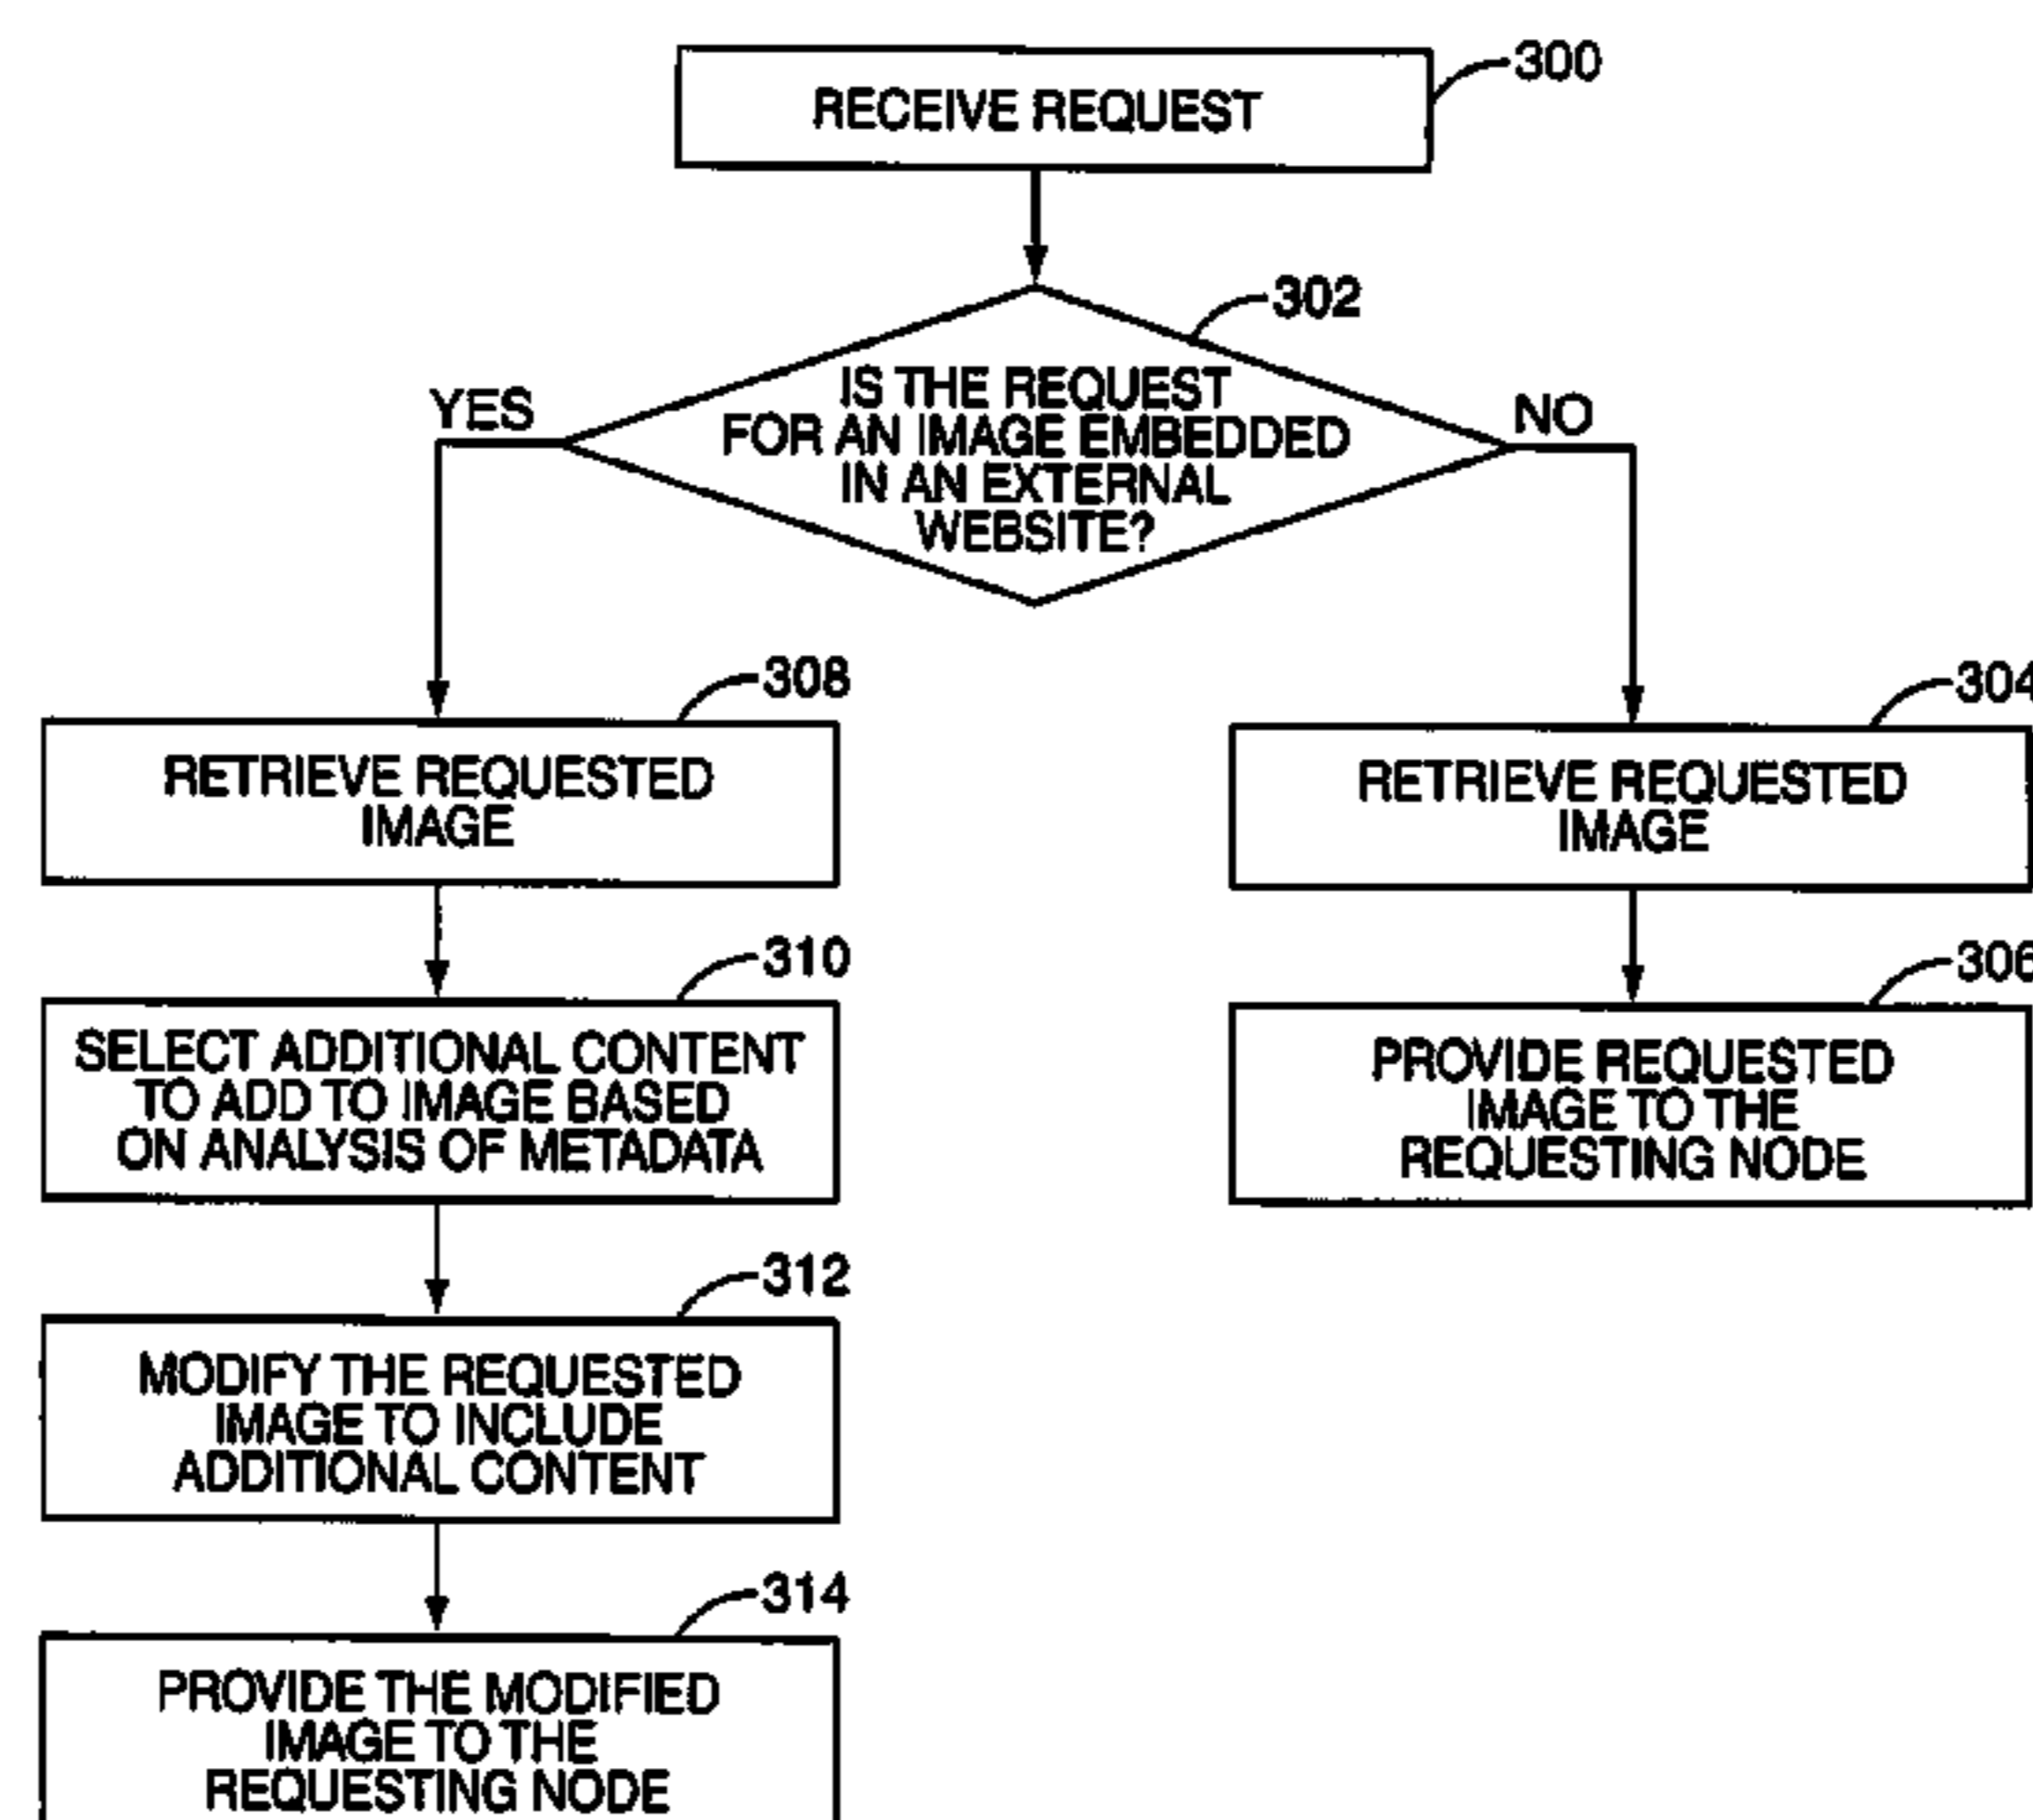 RECEIVE REQUEST
300
302
IS THE REQUEST
FOR AN IMAGE EMBEDDED
IN AN EXTERNAL
WEBSITE?
YES
NO
308
RETRIEVE REQUESTED
IMAGE
304
RETRIEVE REQUESTED
IMAGE
310
SELECT ADDITIONAL CONTENT
TO ADD TO IMAGE BASED
ON ANALYSIS OF METADATA
306
PROVIDE REQUESTED
IMAGE TO THE
REQUESTING NODE
312
MODIFY THE REQUESTED
IMAGE TO INCLUDE
ADDITIONAL CONTENT
314
PROVIDE THE MODIFIED
IMAGE TO THE
REQUESTING NODE